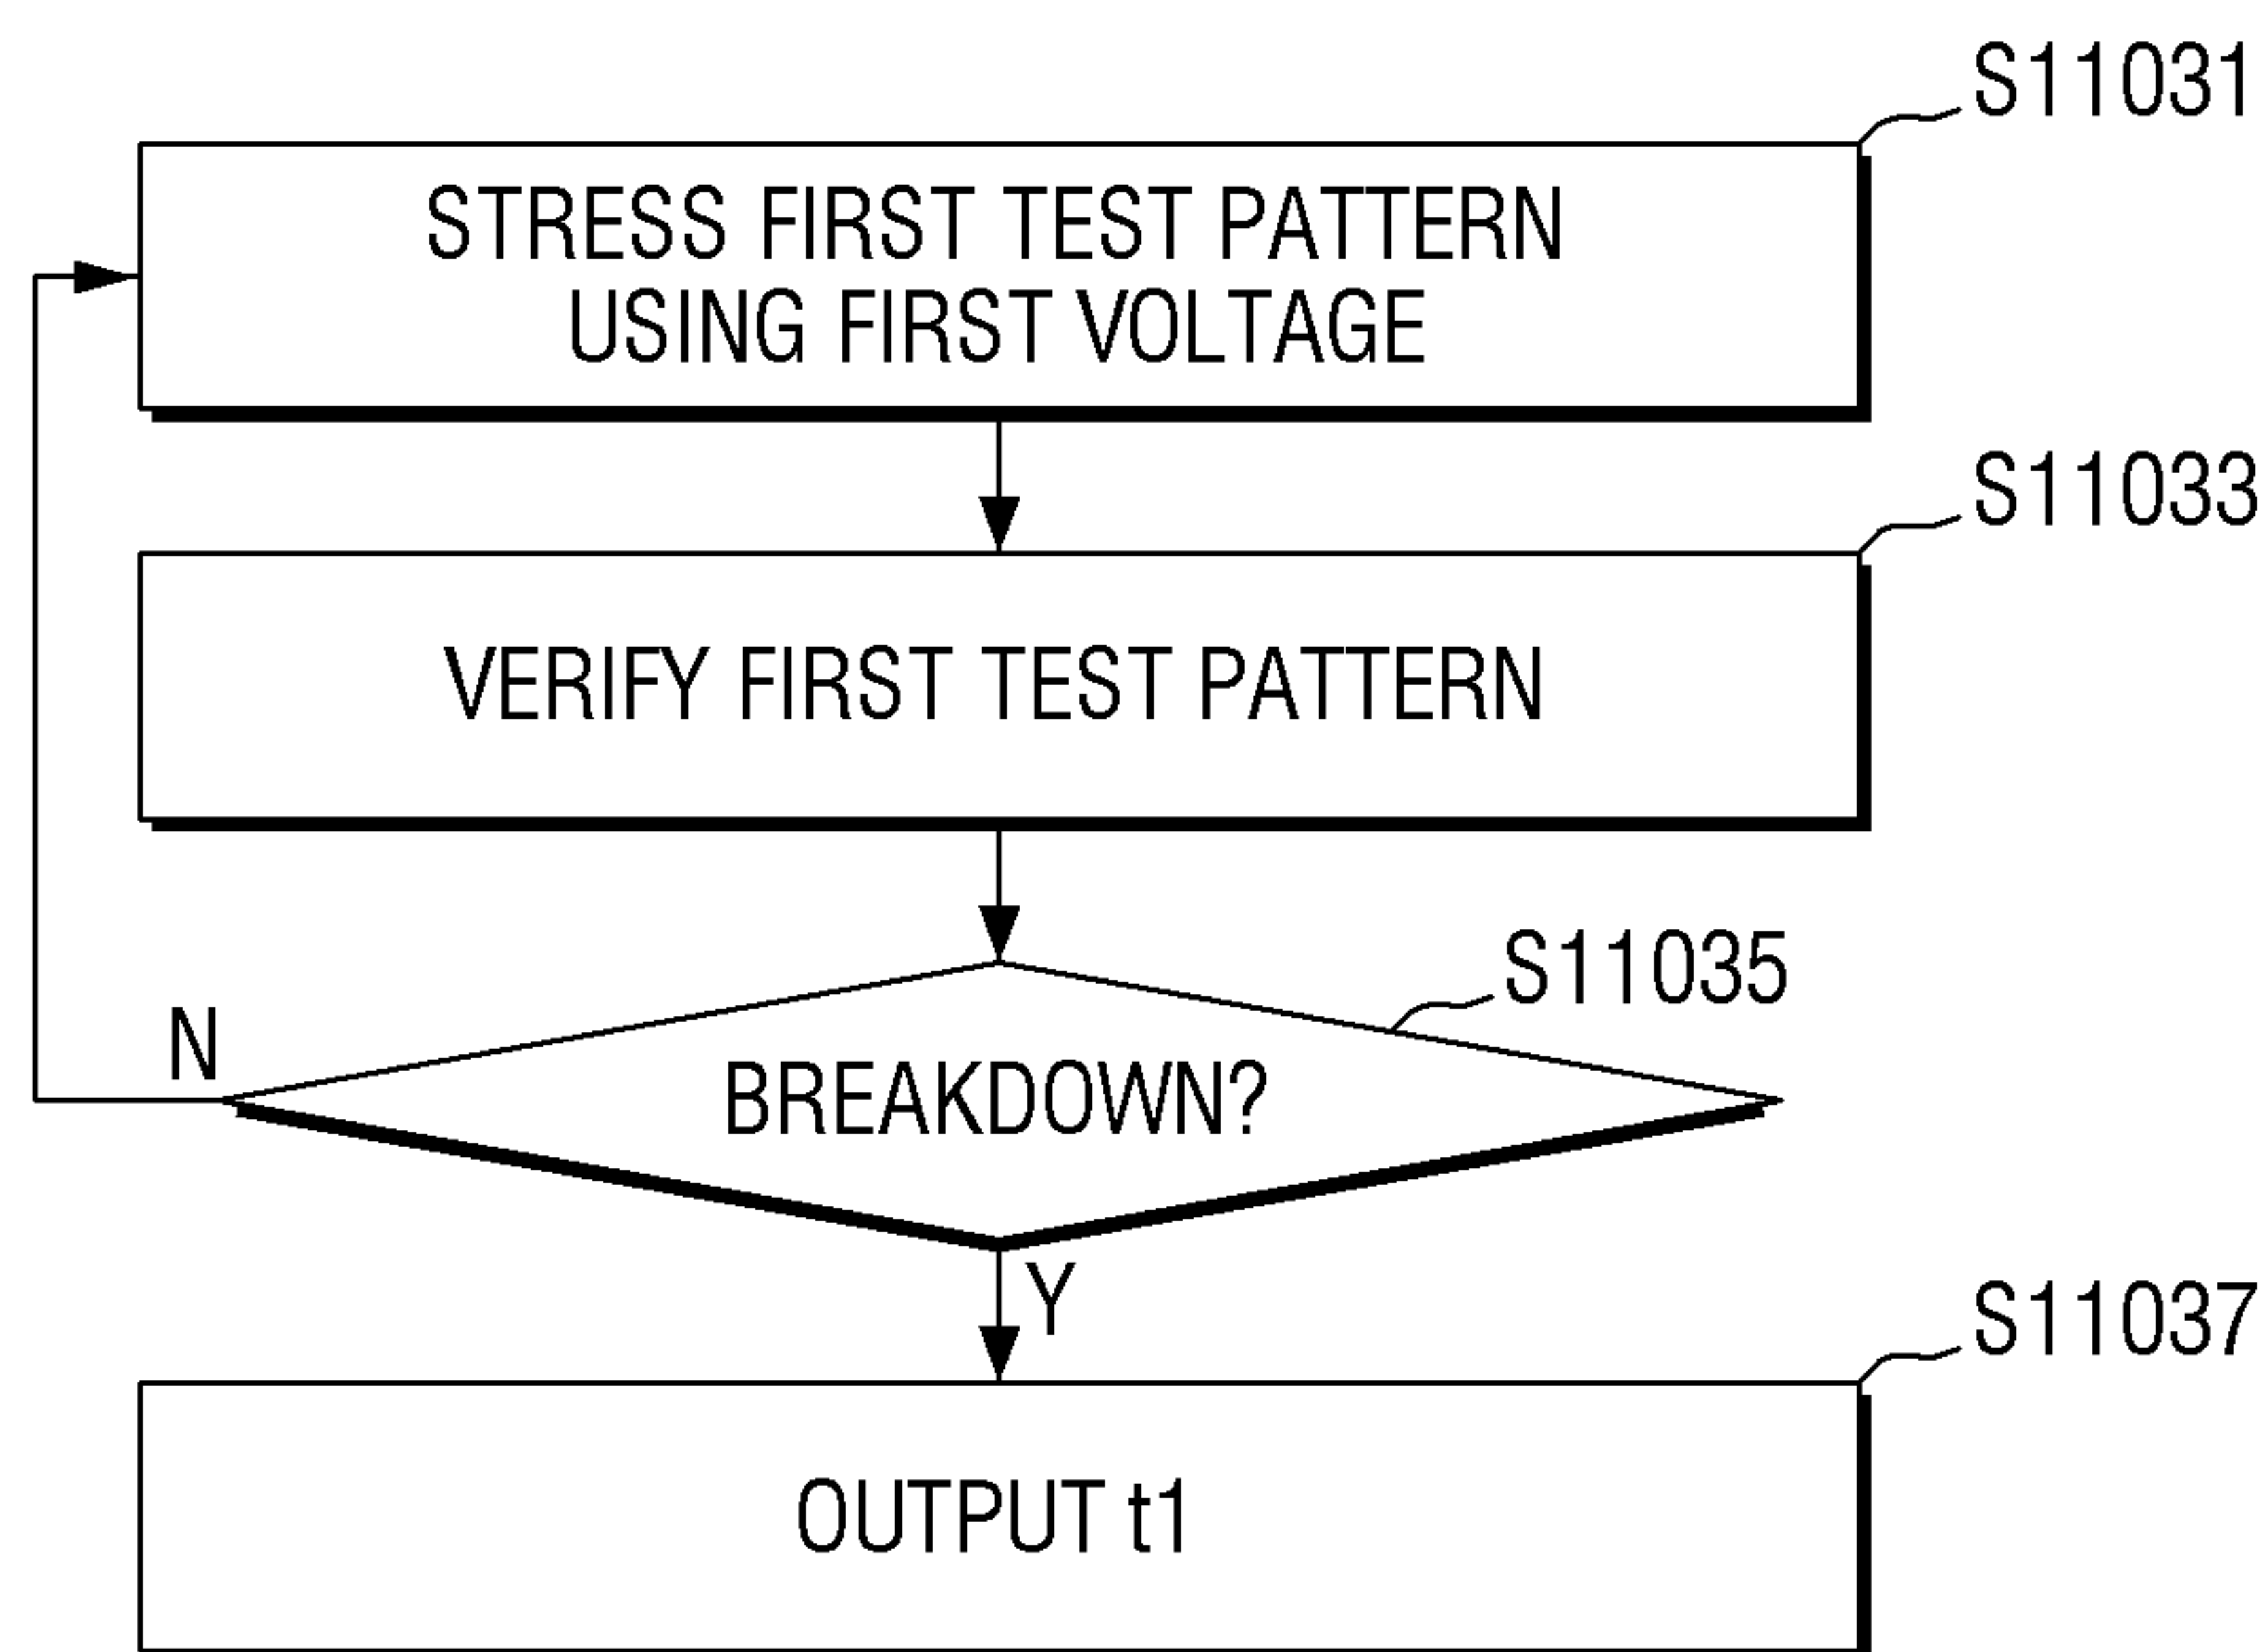 S11031
STRESS FIRST TEST PATTERN
USING FIRST VOLTAGE
S11033
VERIFY FIRST TEST PATTERN
S11035
N
BREAKDOWN?
Y
S11037
OUTPUT t1